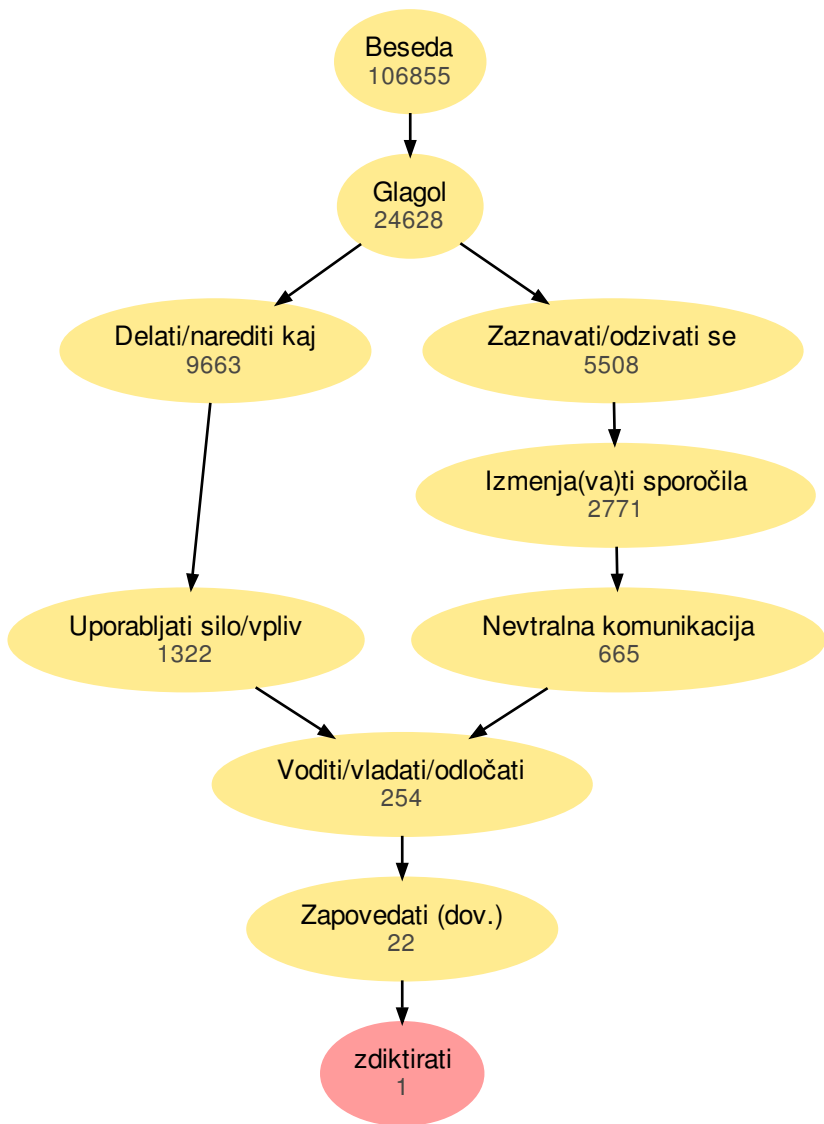 Beseda
106855
Glagol
24628
Delati/narediti kaj
9663
Zaznavati/odzivati se
5508
Izmenja(va)ti sporočila
2771
Uporabljati silo/vpliv
1322
Nevtralna komunikacija
665
Voditi/vladati/odločati
254
Zapovedati (dov.)
22
zdiktirati
1